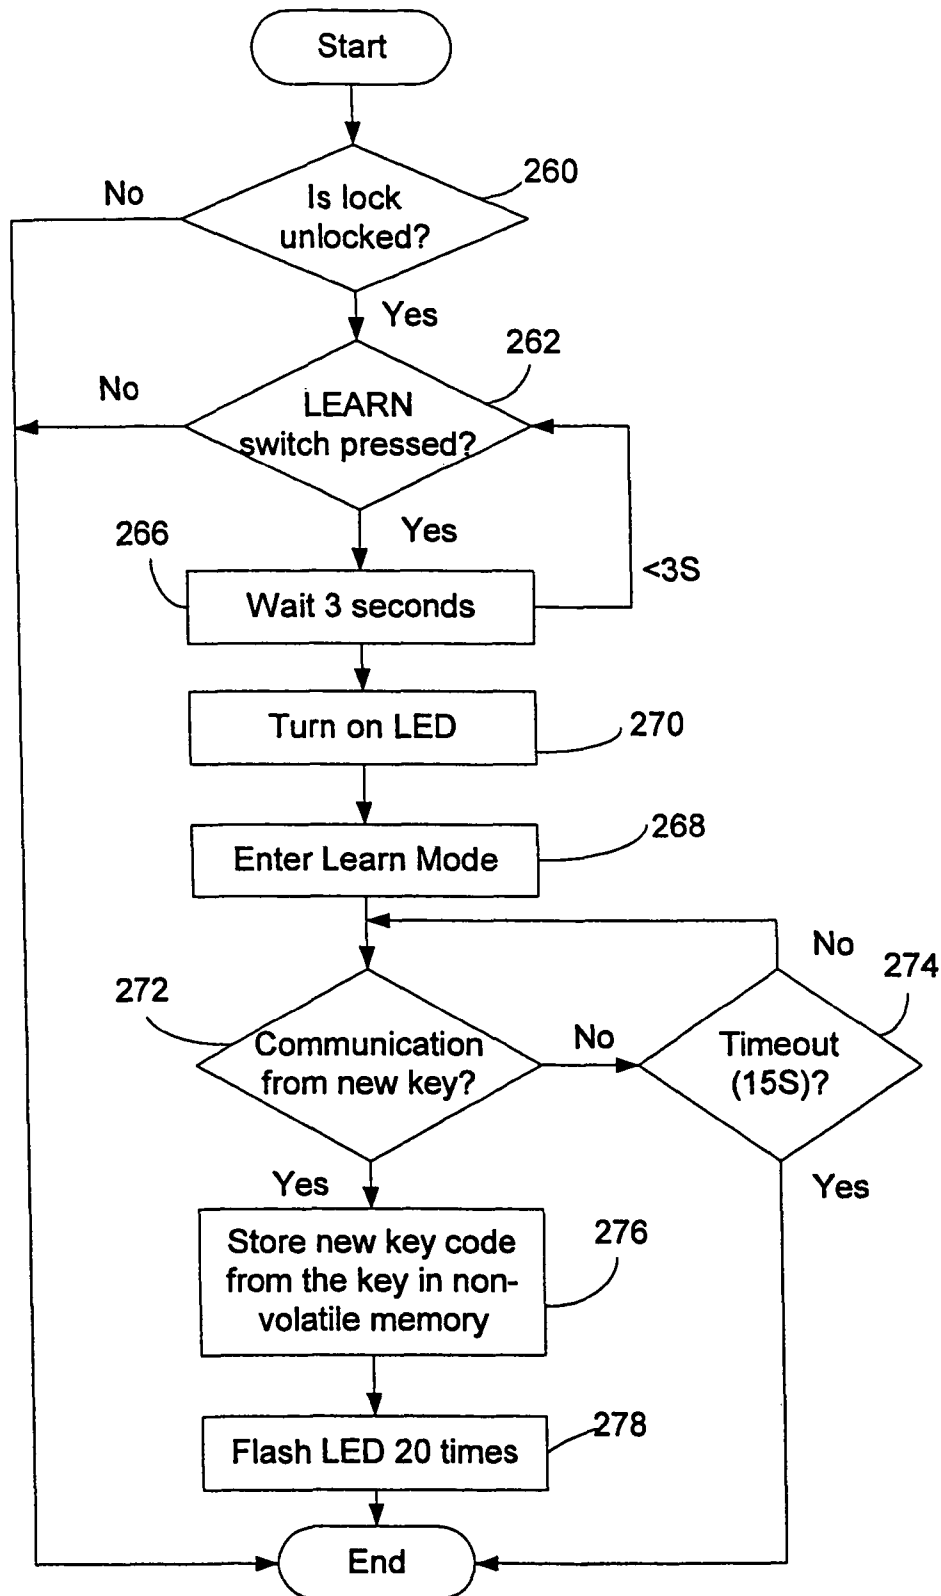 Start
260
No
Is lock
unlocked?
Yes
262
No
LEARN
switch pressed?
Yes
266
<3S
Wait 3 seconds
Turn on LED
270
268
Enter Learn Mode
No
274
272
Communication
from new key?
No
Timeout
(15S)?
Yes
Yes
Store new key code
from the key in non-
volatile memory
276
278
Flash LED 20 times
End